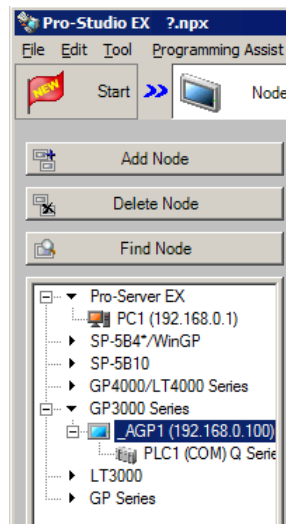 Pro-Studio EX ?.npx
File Edit Tool Programming Assist
NEW Start Node
Add Node
Delete Node
Find Node
Pro-Server EX
PC1 (192.168.0.1)
SP-5B4*/WinGP
SP-5B10
GP4000/LT4000 Series
GP3000 Series
_AGP1 (192.168.0.100)
PLC1 (COM) Q Serie
LT3000
GP Series